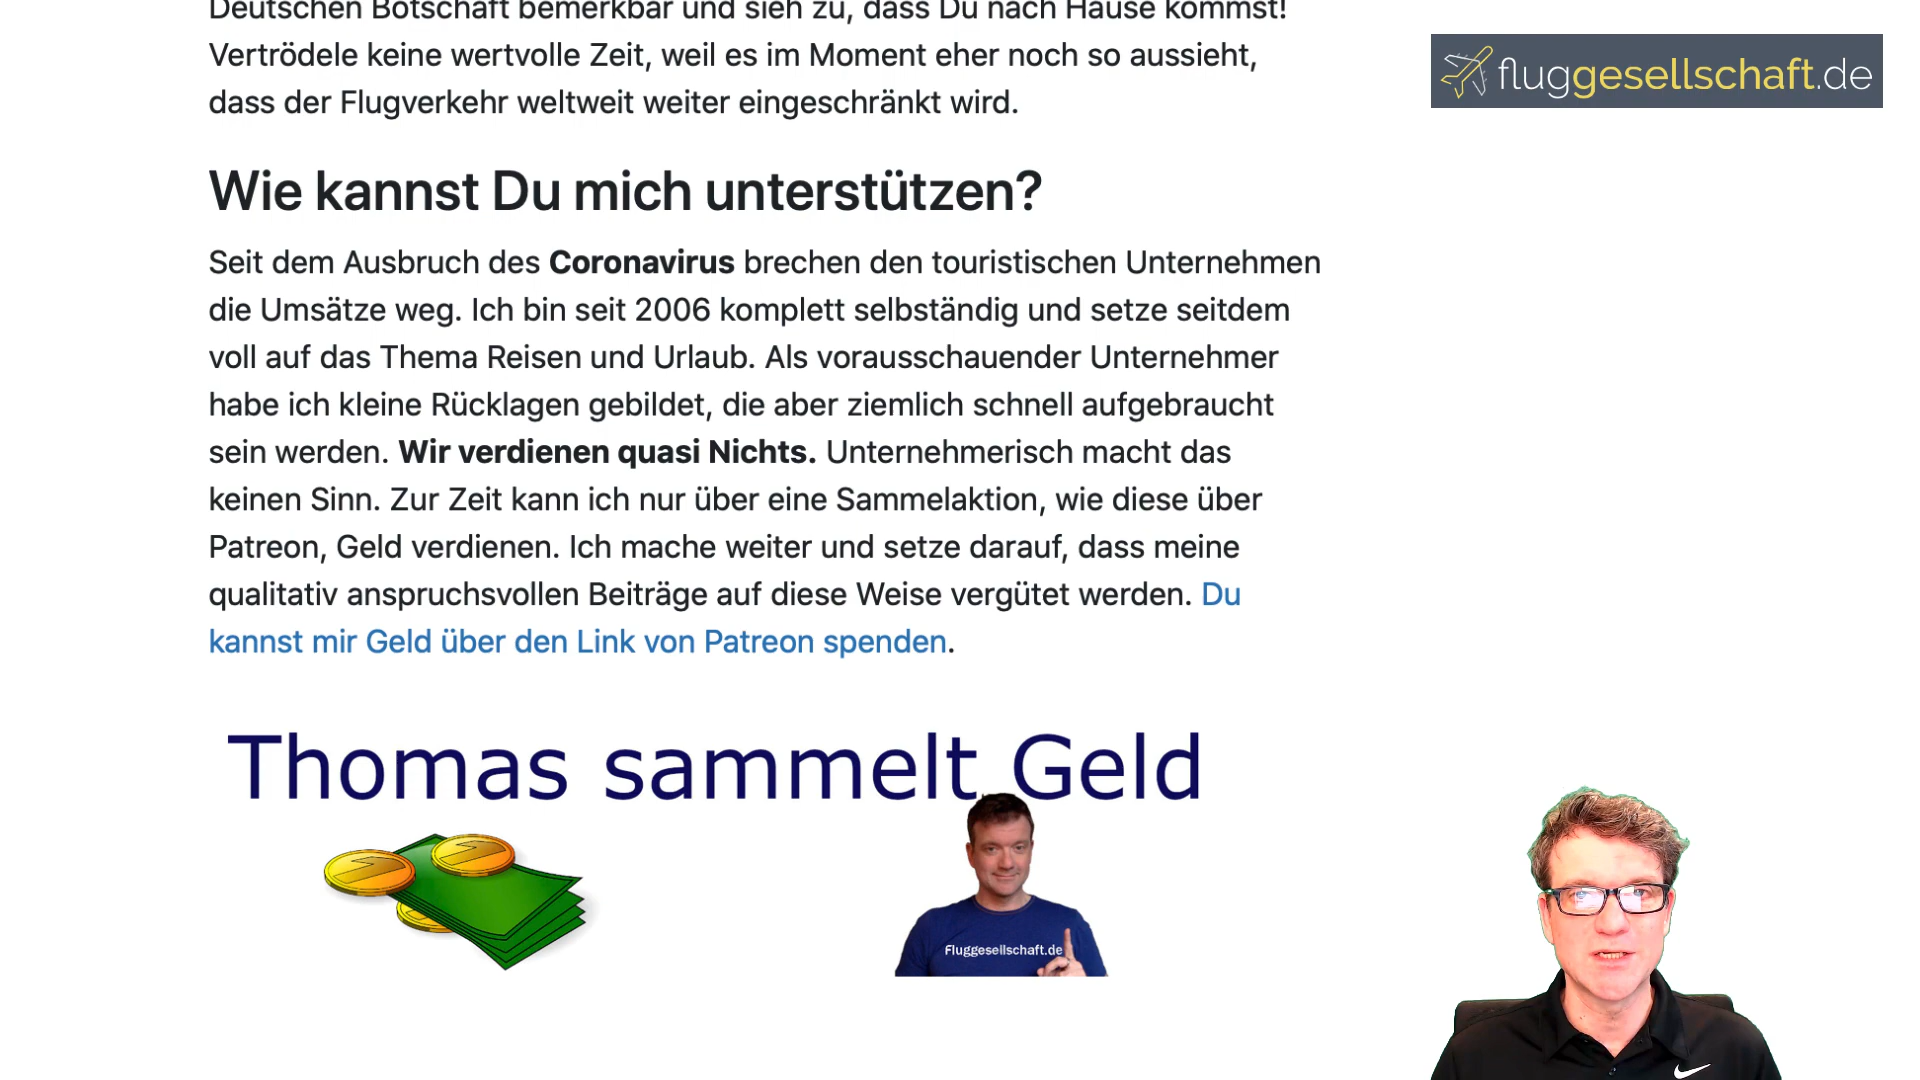 Deutschen Botschaft bemerkbar und sieh zu, dass Du nach Hause kommst!
Vertrödele keine wertvolle Zeit, weil es im Moment eher noch so aussieht,
dass der Flugverkehr weltweit weiter eingeschränkt wird.
fluggesellschaft.de
Wie kannst Du mich unterstützen?
Seit dem Ausbruch des Coronavirus brechen den touristischen Unternehmen
die Umsätze weg. Ich bin seit 2006 komplett selbständig und setze seitdem
voll auf das Thema Reisen und Urlaub. Als vorausschauender Unternehmer
habe ich kleine Rücklagen gebildet, die aber ziemlich schnell aufgebraucht
sein werden. Wir verdienen quasi Nichts. Unternehmerisch macht das
keinen Sinn. Zur Zeit kann ich nur über eine Sammelaktion, wie diese über
Patreon, Geld verdienen. Ich mache weiter und setze darauf, dass meine
qualitativ anspruchsvollen Beiträge auf diese Weise vergütet werden. Du
kannst mir Geld über den Link von Patreon spenden.
Thomas sammelt Geld
Fluggesellschaft.de